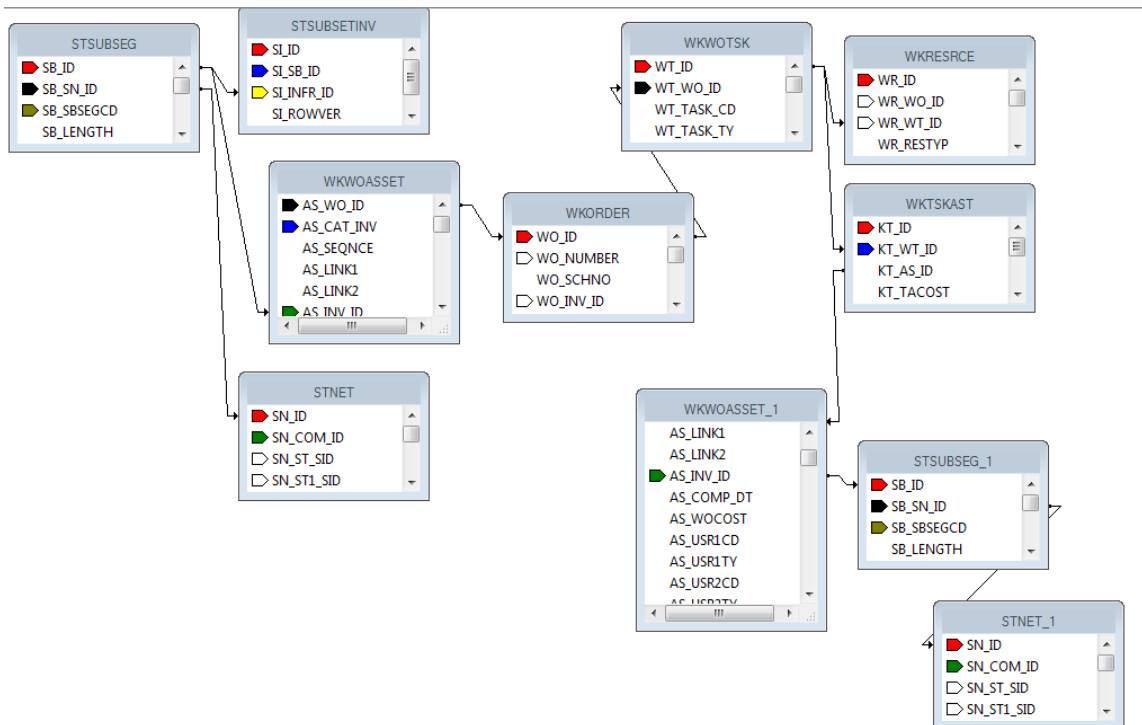 STSUBSEG
SB_ID
SB_SN_ID
SB_SBSEGCD
SB_LENGTH
STSUBSETINV
SI_ID
SI_SB_ID
SI_INFR_ID
SI_ROWVER
WKWOTSK
WT_ID
WT_WO_ID
WT_TASK_CD
WT_TASK_TY
WKRESRCE
WR_ID
WR_WO_ID
WR_WT_ID
WR_RESTYP
WKWOASSET
AS_WO_ID
AS_CAT_INV
AS_SEQNCE
AS_LINK1
AS_LINK2
AS_INV_ID
WKORDER
WO_ID
WO_NUMBER
WO_SCHNO
WO_INV_ID
WKTSKAST
KT_ID
KT_WT_ID
KT_AS_ID
KT_TACOST
STNET
SN_ID
SN_COM_ID
SN_ST_SID
SN_ST1_SID
WKWOASSET_1
AS_LINK1
AS_LINK2
AS_INV_ID
AS_COMP_DT
AS_WOCOST
AS_USR1CD
AS_USR1TY
AS_USR2CD
AS_USR2TY
STSUBSEG_1
SB_ID
SB_SN_ID
SB_SBSEGCD
SB_LENGTH
STNET_1
SN_ID
SN_COM_ID
SN_ST_SID
SN_ST1_SID